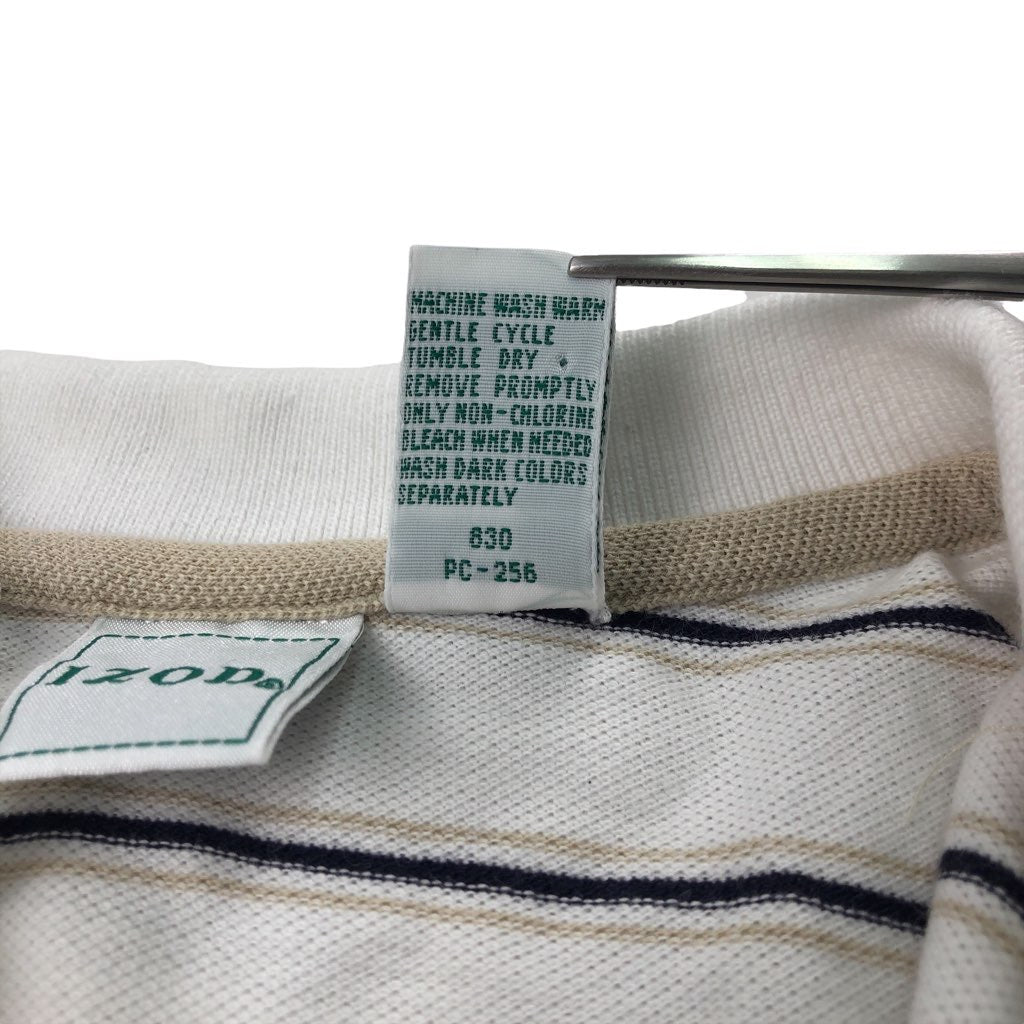 MACHINE WASH WARM
GENTLE CYCLE
TUMBLE DRY
REMOVE PROMPTLY
ONLY NON-CHLORINE
BLEACH WHEN NEEDED
WASH DARK COLORS
SEPARATELY
630
PC-256
IZOD®